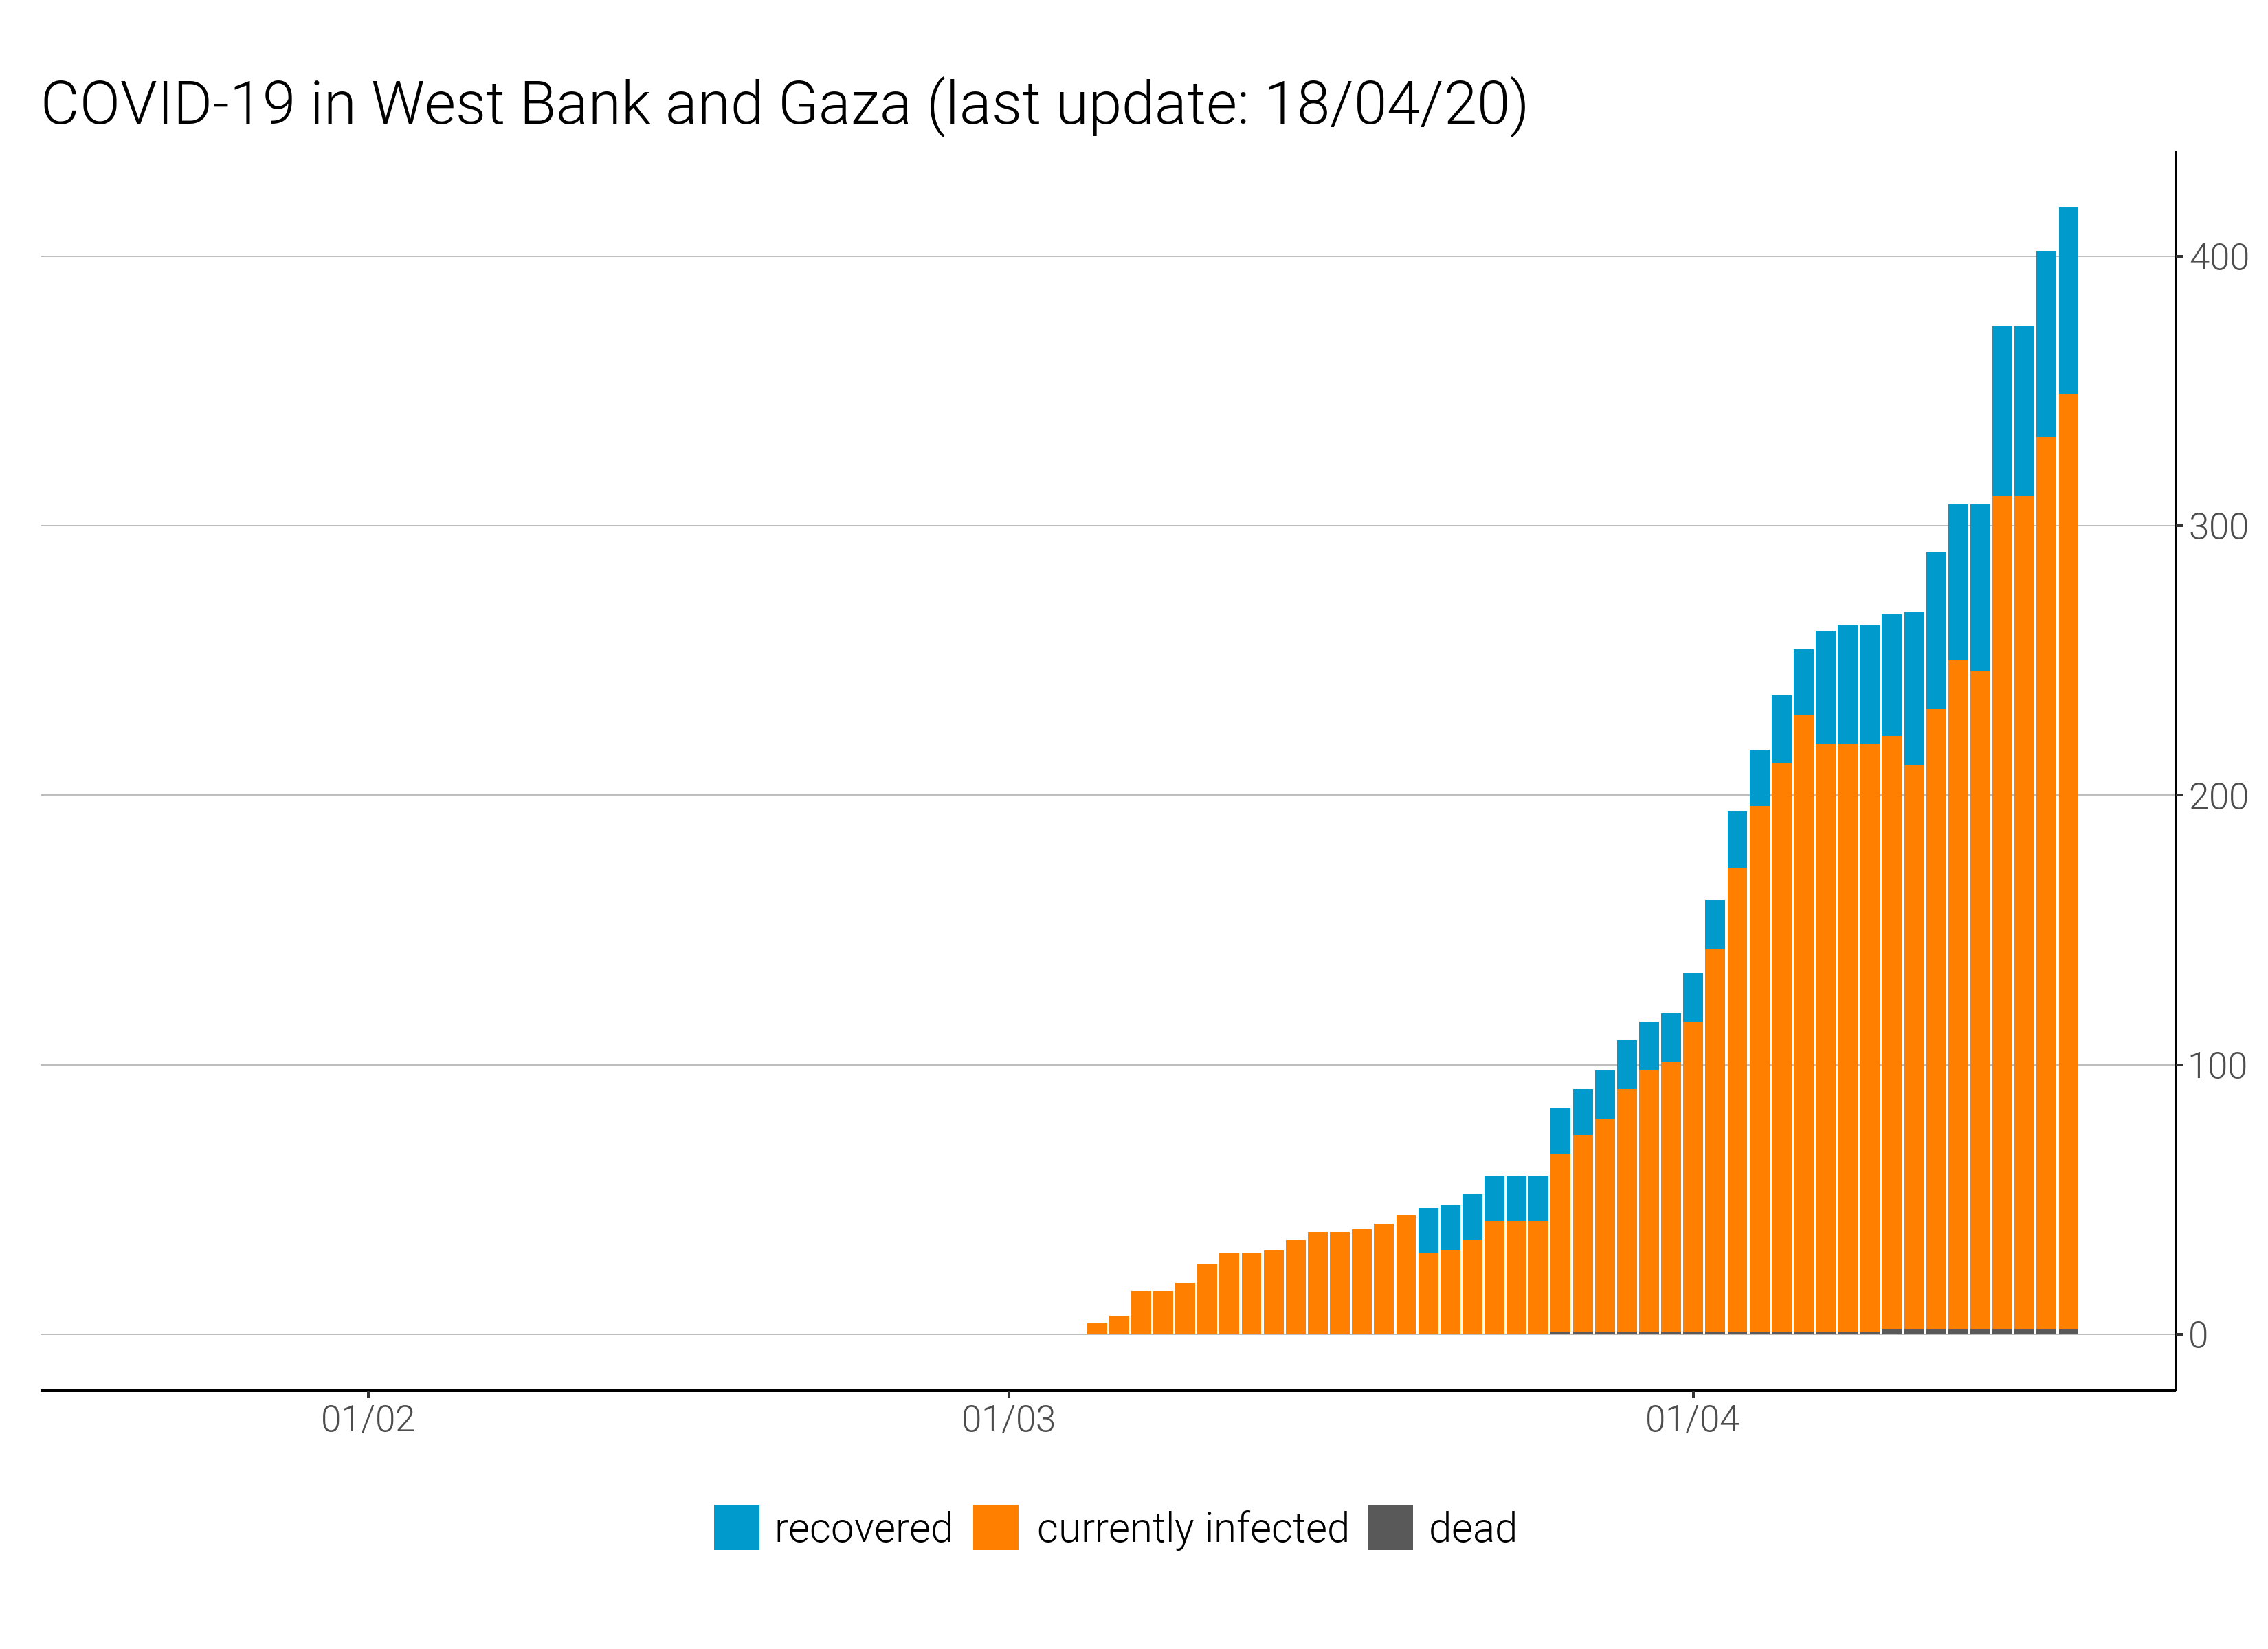 COVID-19 in West Bank and Gaza (last update: 18/04/20)
400
300
200
100
0
01/02 01/03 01/04
recovered currently infected dead